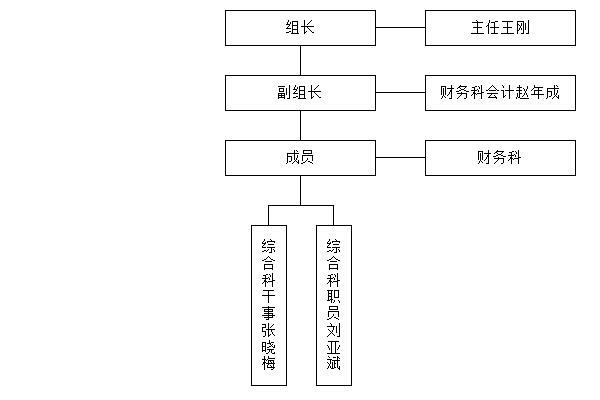 组长
主任王刚
副组长
财务科会计赵年成
成员
财务科
综合科干事张晓梅
综合科职员刘亚斌